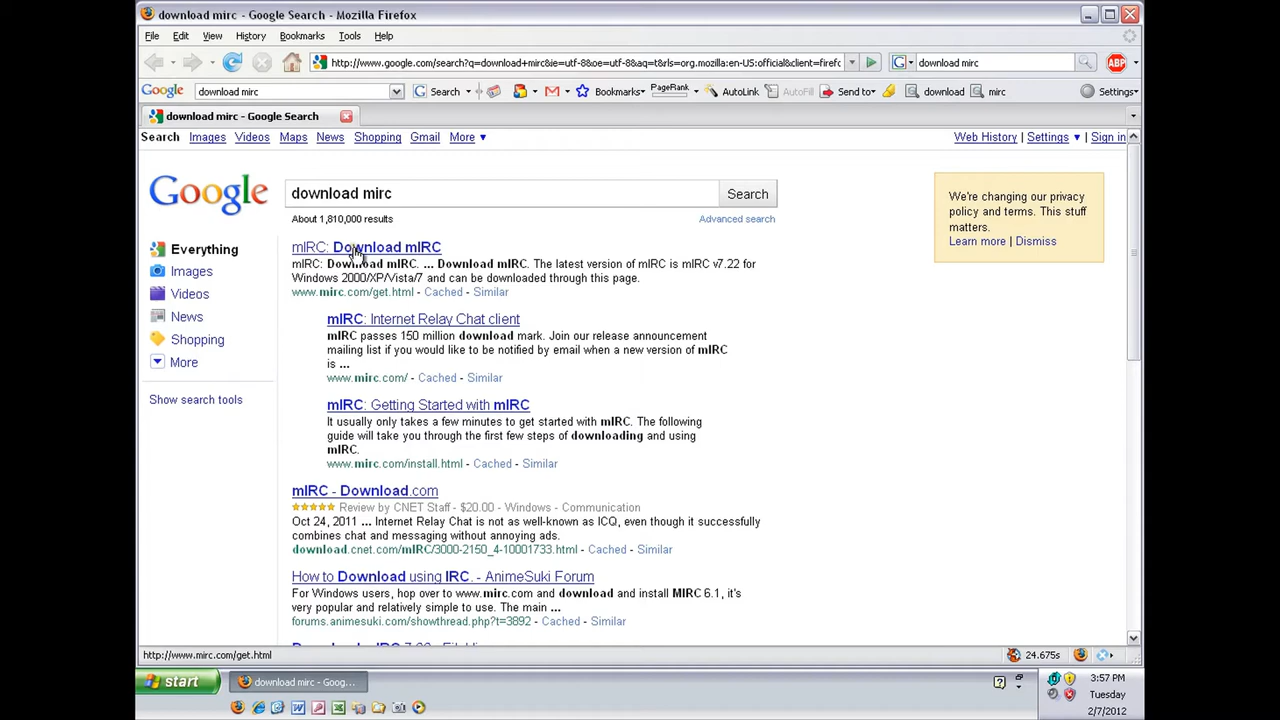 download mirc - Google Search - Mozilla Firefox
File Edit View History Bookmarks Tools Help
http://www.google.com/search?q=download+mirc&ie=utf-8&oe=utf-8&aq=t&rls=org.mozilla:en-US:official&client=firefc
download mirc
ABP
Google download mirc Search Bookmarks PageRank AutoLink AutoFill Send to download mirc Settings
download mirc - Google Search
Search Images Videos Maps News Shopping Gmail More Web History | Settings | Sign in
Google
download mirc Search
About 1,810,000 results Advanced search
We're changing our privacy
policy and terms. This stuff
matters.
Learn more | Dismiss
Everything
Images
Videos
News
Shopping
More
Show search tools
mIRC: Download mIRC
mIRC: Download mIRC. ... Download mIRC. The latest version of mIRC is mIRC v7.22 for
Windows 2000/XP/Vista/7 and can be downloaded through this page.
www.mirc.com/get.html - Cached - Similar
mIRC: Internet Relay Chat client
mIRC passes 150 million download mark. Join our release announcement
mailing list if you would like to be notified by email when a new version of mIRC
is ...
www.mirc.com/ - Cached - Similar
mIRC: Getting Started with mIRC
It usually only takes a few minutes to get started with mIRC. The following
guide will take you through the first few steps of downloading and using
mIRC.
www.mirc.com/install.html - Cached - Similar
mIRC - Download.com
Review by CNET Staff - $20.00 - Windows - Communication
Oct 24, 2011 ... Internet Relay Chat is not as well-known as ICQ, even though it successfully
combines chat and messaging without annoying ads.
download.cnet.com/mIRC/3000-2150_4-10001733.html - Cached - Similar
How to Download using IRC. - AnimeSuki Forum
For Windows users, hop over to www.mirc.com and download and install MIRC 6.1, it's
very popular and relatively simple to use. The main ...
forums.animesuki.com/showthread.php?t=3892 - Cached - Similar
http://www.mirc.com/get.html
24.675s
start
download mirc - Goog...
3:57 PM
Tuesday
2/7/2012